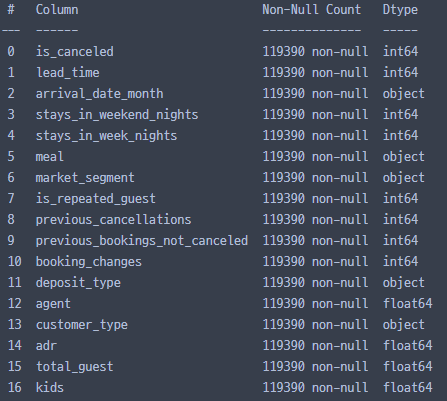 #   Column                          Non-Null Count   Dtype
---  ------                          --------------   -----
0   is_canceled                     119390 non-null  int64
1   lead_time                       119390 non-null  int64
2   arrival_date_month              119390 non-null  object
3   stays_in_weekend_nights         119390 non-null  int64
4   stays_in_week_nights            119390 non-null  int64
5   meal                            119390 non-null  object
6   market_segment                  119390 non-null  object
7   is_repeated_guest               119390 non-null  int64
8   previous_cancellations          119390 non-null  int64
9   previous_bookings_not_canceled  119390 non-null  int64
10  booking_changes                 119390 non-null  int64
11  deposit_type                    119390 non-null  object
12  agent                           119390 non-null  float64
13  customer_type                   119390 non-null  object
14  adr                             119390 non-null  float64
15  total_guest                     119390 non-null  float64
16  kids                            119390 non-null  float64